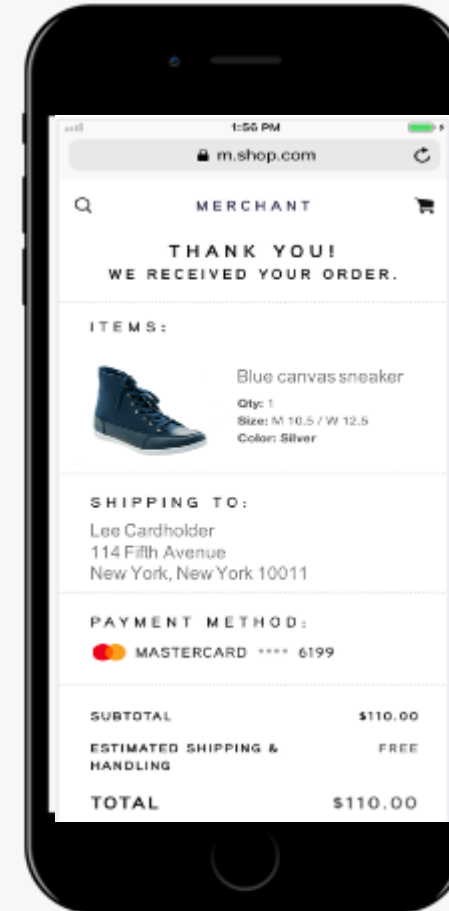 1:56 PM
m.shop.com
MERCHANT
THANK YOU!
WE RECEIVED YOUR ORDER.
ITEMS:
Blue canvas sneaker
Qty: 1
Size: M 10.5 / W 12.5
Color: Silver
SHIPPING TO:
Lee Cardholder
114 Fifth Avenue
New York, New York 10011
PAYMENT METHOD:
MASTERCARD **** 6199
SUBTOTAL $110.00
ESTIMATED SHIPPING & FREE
HANDLING
TOTAL $110.00